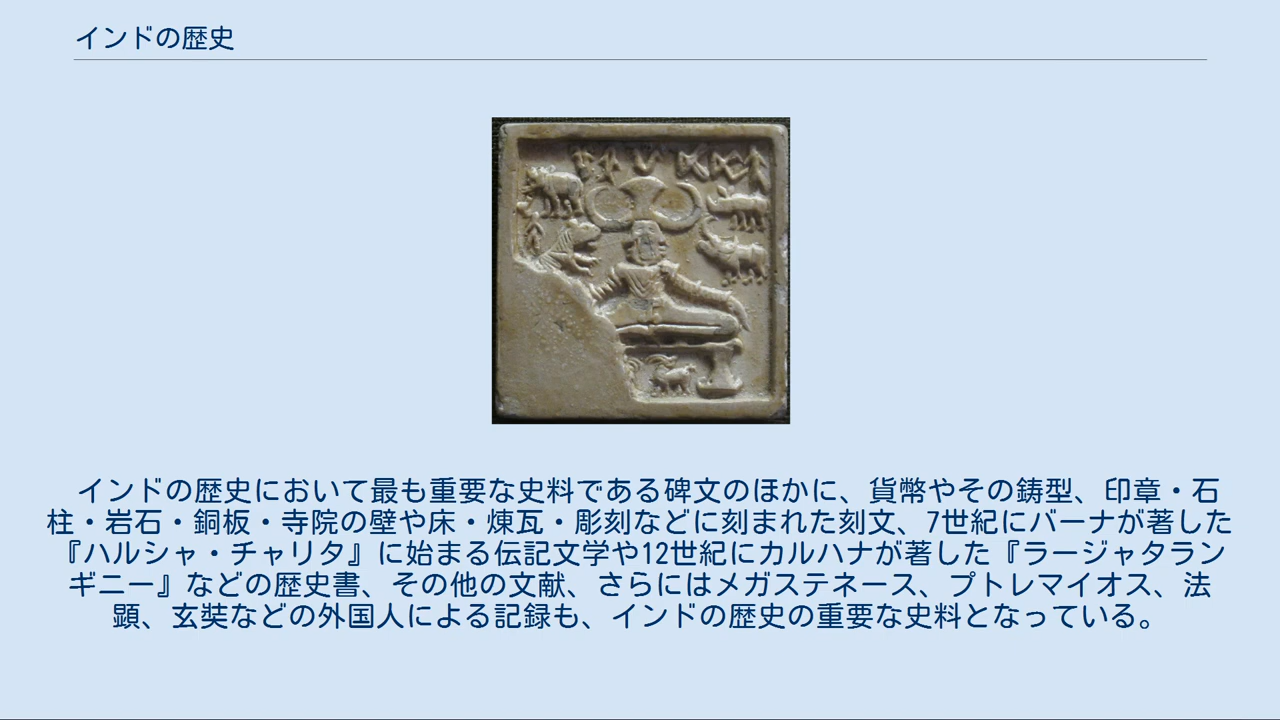 インドの歴史
インドの歴史において最も重要な史料である碑文のほかに、貨幣やその鋳型、印章・石
柱・岩石・銅板・寺院の壁や床・煉瓦・彫刻などに刻まれた刻文、7世紀にバーナが著した
『ハルシャ・チャリタ』に始まる伝記文学や12世紀にカルハナが著した『ラージャタラン
ギニー』などの歴史書、その他の文献、さらにはメガステネース、プトレマイオス、法
顕、玄奘などの外国人による記録も、インドの歴史の重要な史料となっている。